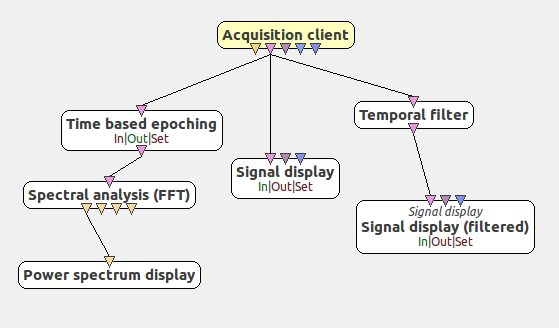 Acquisition client
Time based epoching
In|Out|Set
Temporal filter
Signal display
In|Out|Set
Spectral analysis (FFT)
Signal display
Signal display (filtered)
In|Out|Set
Power spectrum display